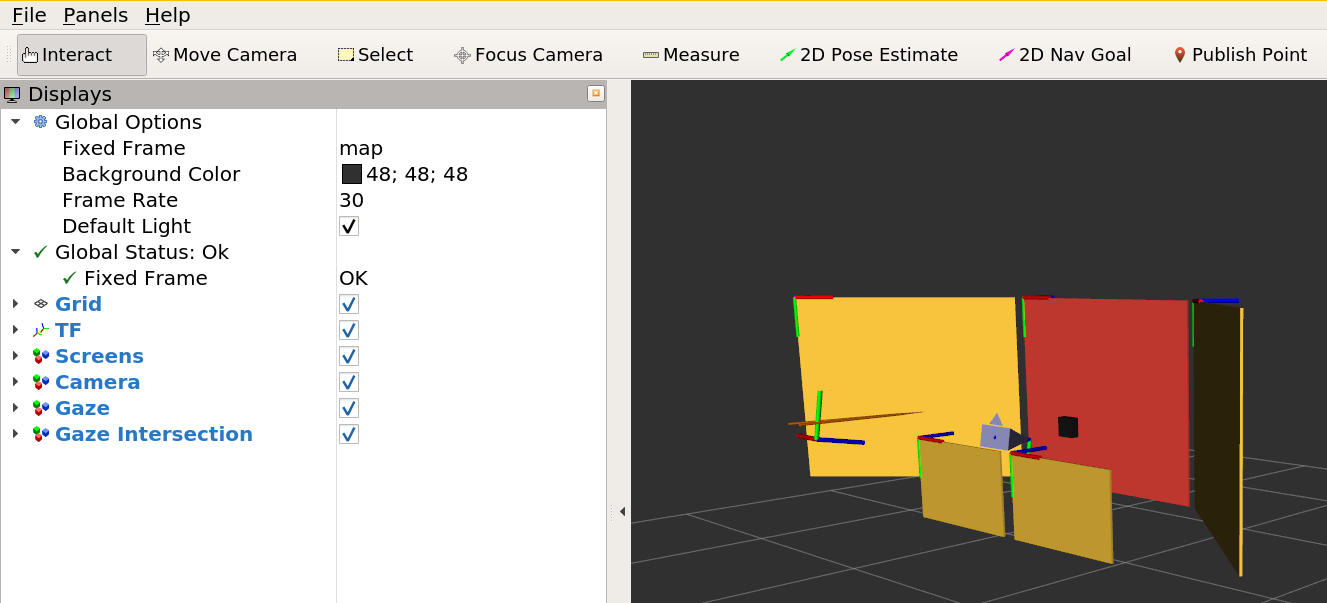 File Panels Help
Interact Move Camera Select Focus Camera Measure 2D Pose Estimate 2D Nav Goal Publish Point
Displays
Global Options
Fixed Frame map
Background Color 48; 48; 48
Frame Rate 30
Default Light
Global Status: Ok
Fixed Frame OK
Grid
TF
Screens
Camera
Gaze
Gaze Intersection